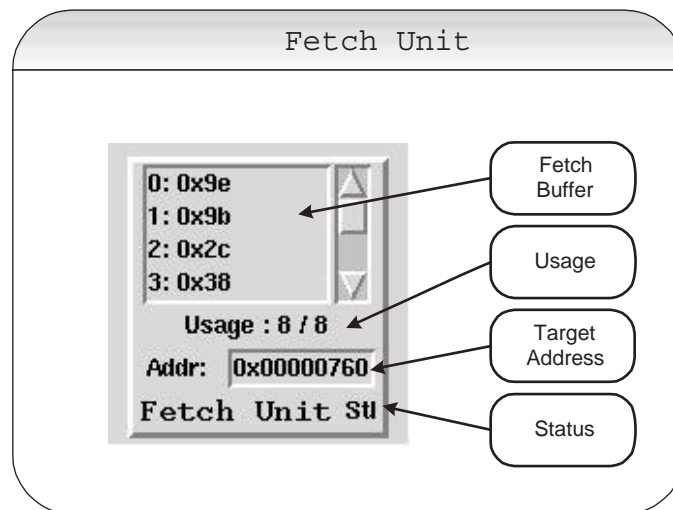 Fetch Unit
0: 0x9e
1: 0x9b
2: 0x2c
3: 0x38
Usage : 8 / 8
Addr: 0x00000760
Fetch Unit Stl
Fetch
Buffer
Usage
Target
Address
Status